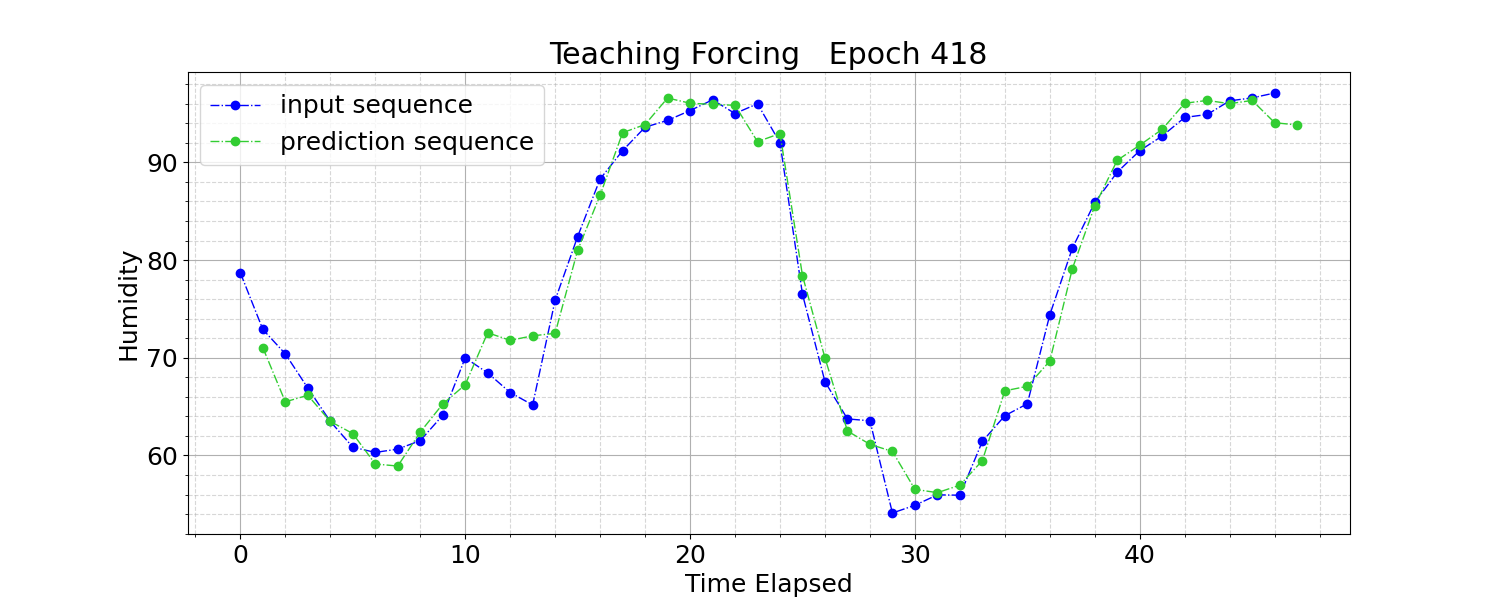 Teaching Forcing   Epoch 418
input sequence
prediction sequence
Humidity
90
80
70
60
0 10 20 30 40
Time Elapsed